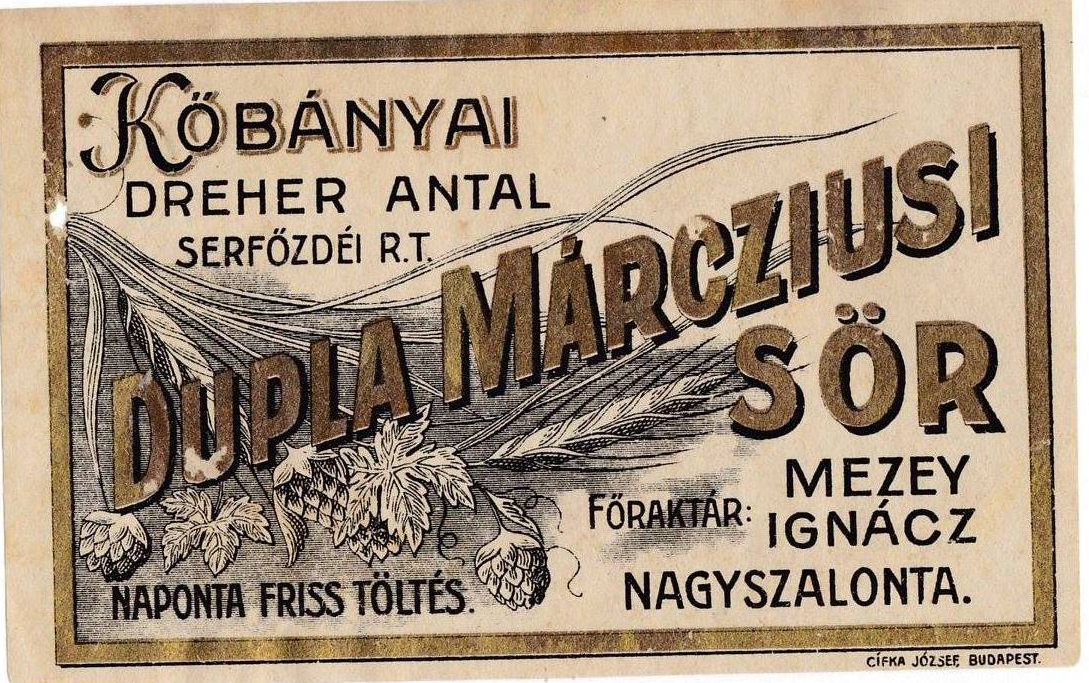 KŐBÁNYAI
DREHER ANTAL
SERFŐZDÉI R.T.
DUPLA MÁRCZIUSI
SÖR
FŐRAKTÁR: MEZEY
IGNÁCZ
NAGYSZALONTA.
NAPONTA FRISS TÖLTÉS.
CÍFKA JÓZSEF, BUDAPEST.